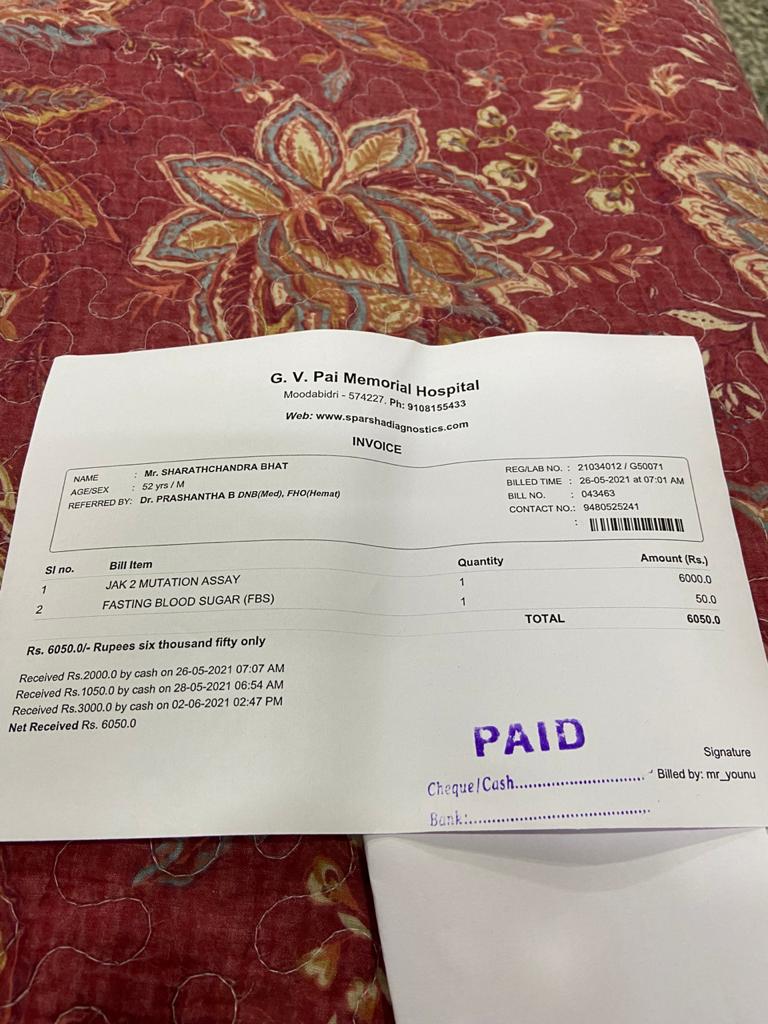 G. V. Pai Memorial Hospital
Moodabidri - 574227. Ph: 9108155433
Web: www.sparshadiagnostics.com
INVOICE
NAME : Mr. SHARATHCHANDRA BHAT
AGE/SEX : 52 yrs / M
REFERRED BY: Dr. PRASHANTHA B DNB(Med), FHO(Hemat)
REG/LAB NO. : 21034012 / G50071
BILLED TIME : 26-05-2021 at 07:01 AM
BILL NO. : 043463
CONTACT NO.: 9480525241
:
Sl no. Bill Item Quantity Amount (Rs.)
1 JAK 2 MUTATION ASSAY 1 6000.0
2 FASTING BLOOD SUGAR (FBS) 1 50.0
TOTAL 6050.0
Rs. 6050.0/- Rupees six thousand fifty only
Received Rs.2000.0 by cash on 26-05-2021 07:07 AM
Received Rs.1050.0 by cash on 28-05-2021 06:54 AM
Received Rs.3000.0 by cash on 02-06-2021 02:47 PM
Net Received Rs. 6050.0
PAID
Signature
Cheque/Cash........................
Billed by: mr_younu
Bank:.................................